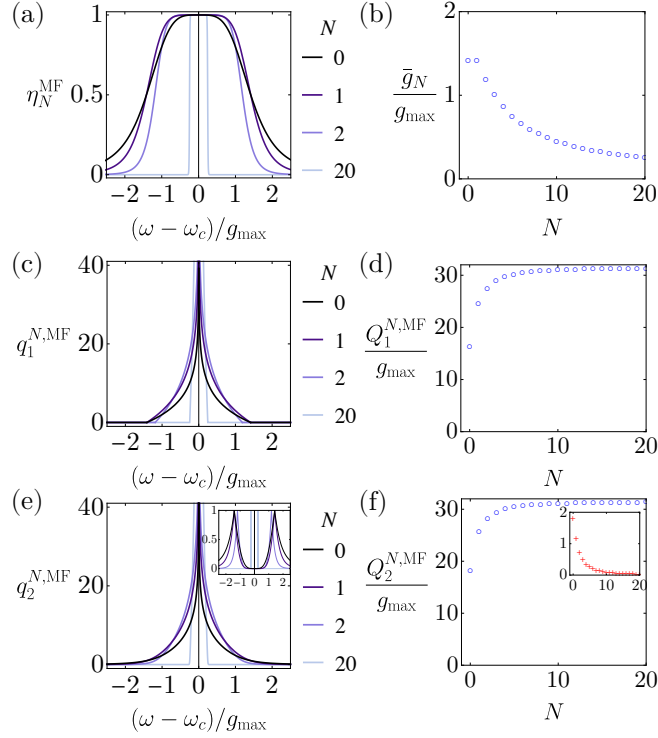 (a)
η_N^MF
1
0.5
0
−2 −1 0 1 2
(ω − ω_c)/g_max
N
0
1
2
20
(b)
g̅_N
g_max
2
1
0
0 10 20
N
(c)
q_1^{N,MF}
40
20
0
−2 −1 0 1 2
(ω − ω_c)/g_max
N
0
1
2
20
(d)
Q_1^{N,MF}
g_max
30
20
10
0
0 10 20
N
(e)
q_2^{N,MF}
40
20
0
−2 −1 0 1 2
(ω − ω_c)/g_max
1
0.5
0
−2 −1 0 1 2
N
0
1
2
20
(f)
Q_2^{N,MF}
g_max
30
20
10
0
0 10 20
N
2
1
0
0 10 20